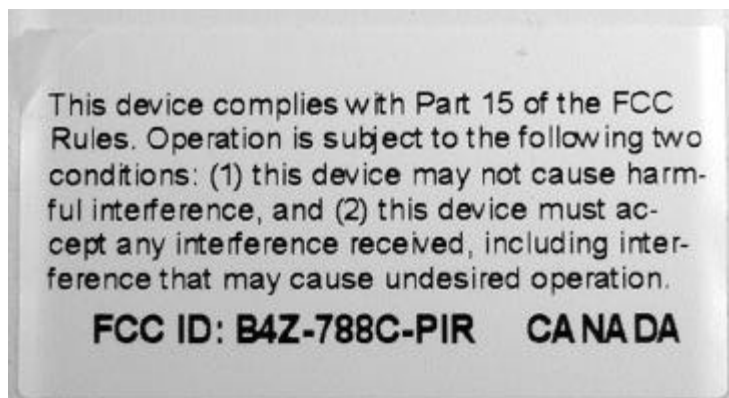 This device complies with Part 15 of the FCC
Rules. Operation is subject to the following two
conditions: (1) this device may not cause harm-
ful interference, and (2) this device must ac-
cept any interference received, including inter-
ference that may cause undesired operation.
FCC ID: B4Z-788C-PIR CANADA